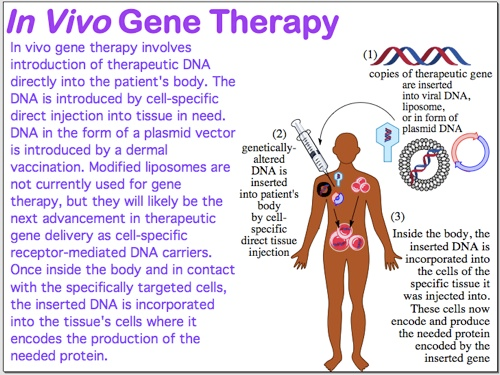 In Vivo Gene Therapy
In vivo gene therapy involves
introduction of therapeutic DNA
directly into the patient's body. The
DNA is introduced by cell-specific
direct injection into tissue in need.
DNA in the form of a plasmid vector
is introduced by a dermal
vaccination. Modified liposomes are
not currently used for gene
therapy, but they will likely be the
next advancement in therapeutic
gene delivery as cell-specific
receptor-mediated DNA carriers.
Once inside the body and in contact
with the specifically targeted cells,
the inserted DNA is incorporated
into the tissue's cells where it
encodes the production of the
needed protein.
(1)
copies of therapeutic gene
are inserted
into viral DNA,
liposome,
or in form of
plasmid DNA
(2)
genetically-
altered
DNA is
inserted
into patient's
body
by cell-
specific
direct tissue
injection
(3)
Inside the body, the
inserted DNA is
incorporated into
the cells of the
specific tissue it
was injected into.
These cells now
encode and produce
the needed protein
encoded by the
inserted gene